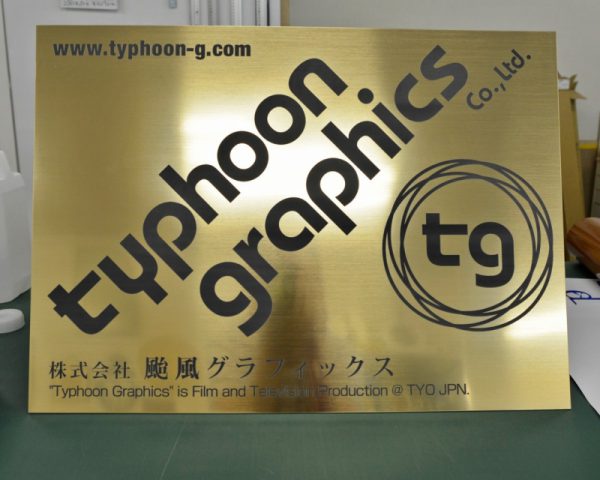 www.typhoon-g.com
typhoon
graphics
Co.,Ltd.
tg
株式会社 颱風グラフィックス
"Typhoon Graphics" is Film and Television Production @ TYO JPN.